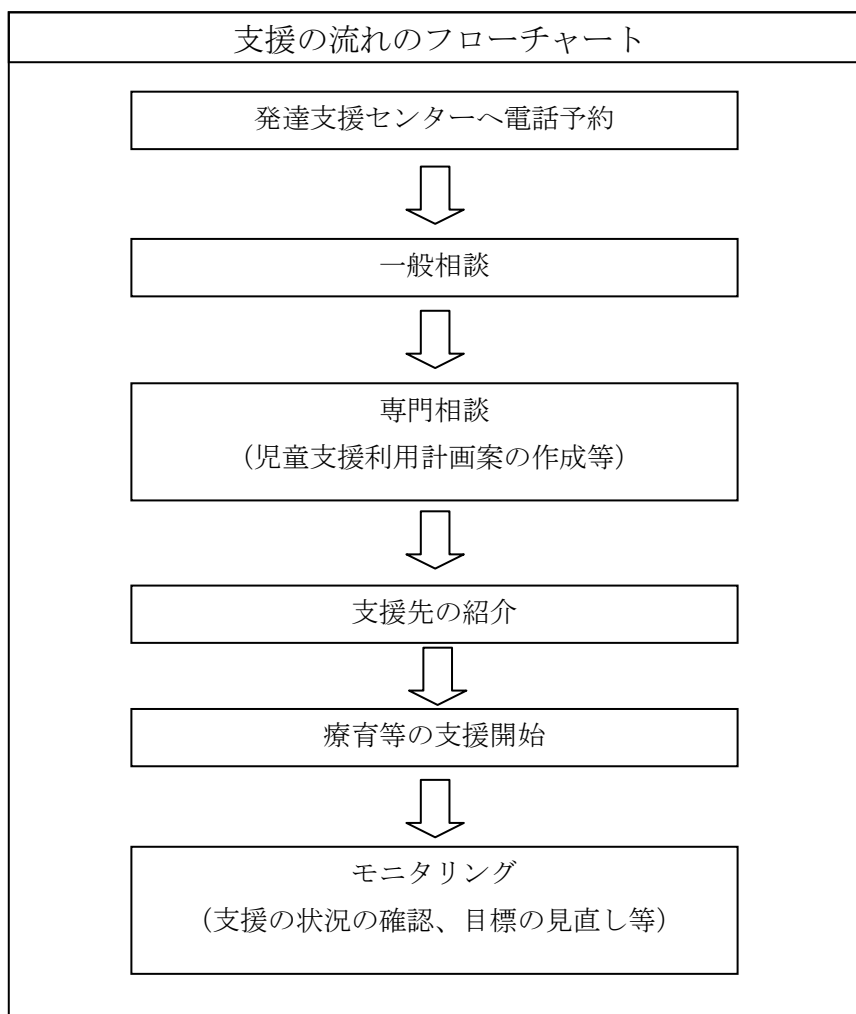 支援の流れのフローチャート
発達支援センターへ電話予約
一般相談
専門相談
（児童支援利用計画案の作成等）
支援先の紹介
療育等の支援開始
モニタリング
（支援の状況の確認、目標の見直し等）